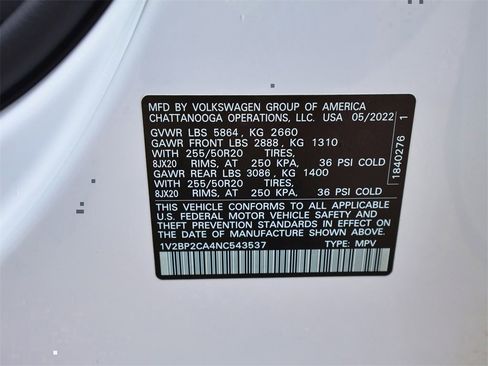 MFD BY VOLKSWAGEN GROUP OF AMERICA
CHATTANOOGA OPERATIONS, LLC. USA 05/2022
GVWR LBS 5864, KG 2660
GAWR FRONT LBS 2888, KG 1310
WITH 255/50R20 TIRES,
8JX20 RIMS, AT 250 KPA, 36 PSI COLD
GAWR REAR LBS 3086, KG 1400
WITH 255/50R20 TIRES,
8JX20 RIMS, AT 250 KPA, 36 PSI COLD
THIS VEHICLE CONFORMS TO ALL APPLICABLE
U.S. FEDERAL MOTOR VEHICLE SAFETY AND
THEFT PREVENTION STANDARDS IN EFFECT ON
THE DATE OF MANUFACTURE SHOWN ABOVE.
1V2BP2CA4NC543537 TYPE: MPV
1840276 1